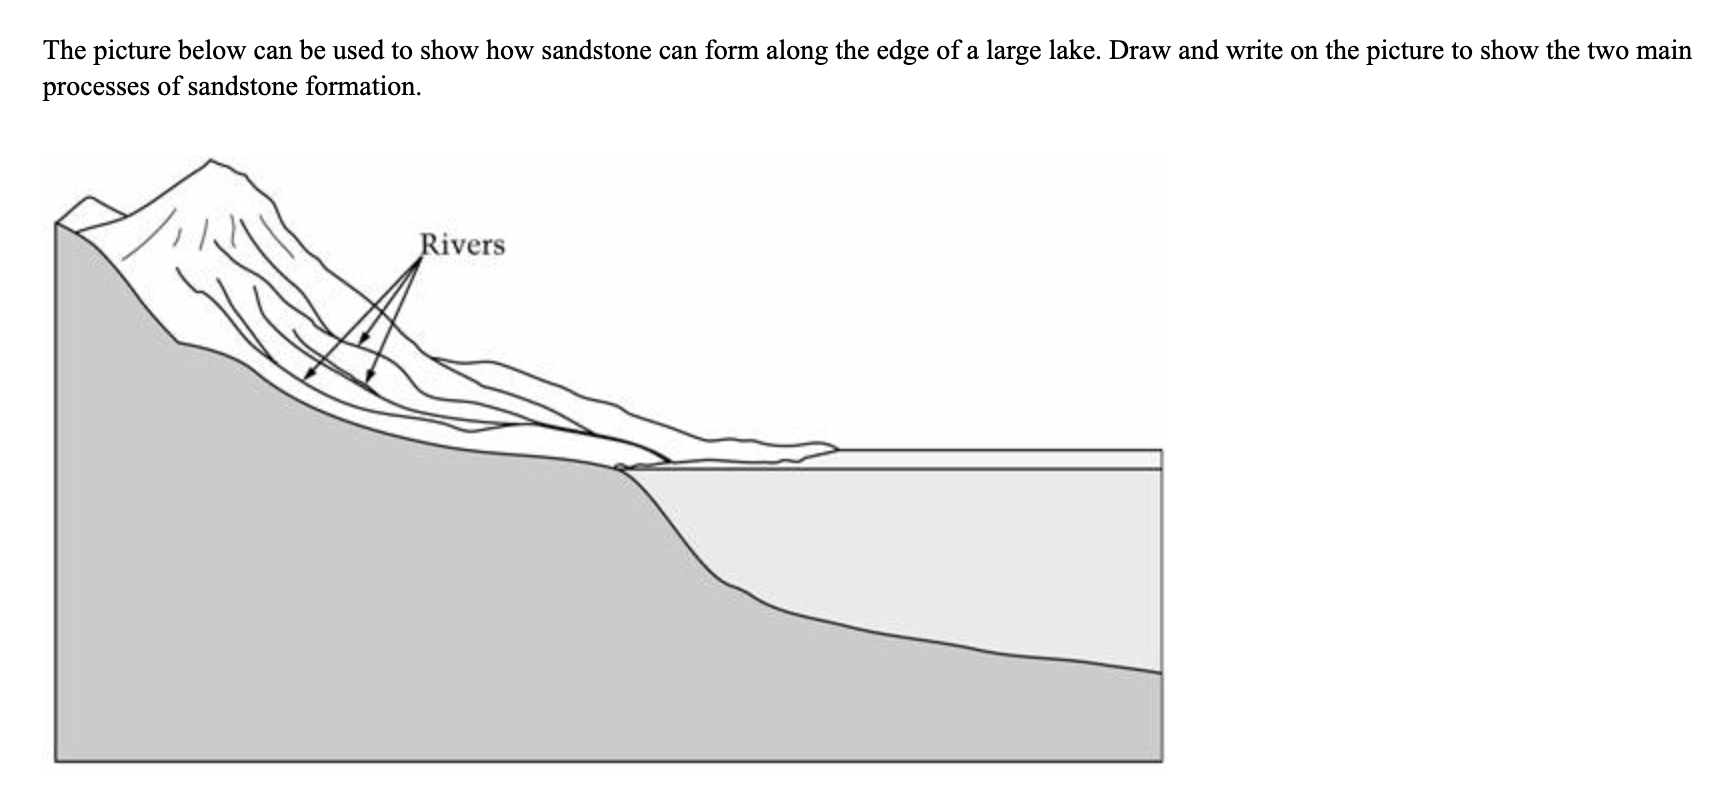 The picture below can be used to show how sandstone can form along the edge of a large lake. Draw and write on the picture to show the two main
processes of sandstone formation.
Rivers